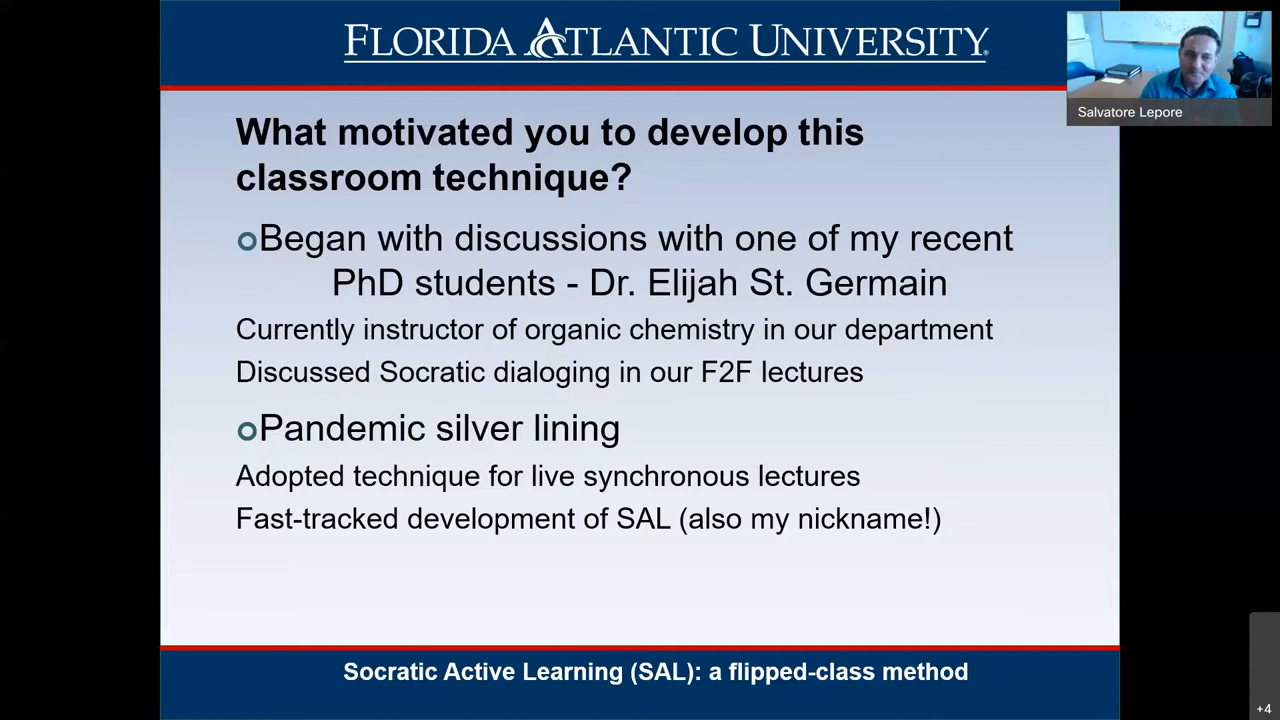 FLORIDA ATLANTIC UNIVERSITY®
Salvatore Lepore
What motivated you to develop this
classroom technique?
Began with discussions with one of my recent
PhD students - Dr. Elijah St. Germain
Currently instructor of organic chemistry in our department
Discussed Socratic dialoging in our F2F lectures
Pandemic silver lining
Adopted technique for live synchronous lectures
Fast-tracked development of SAL (also my nickname!)
Socratic Active Learning (SAL): a flipped-class method
+4